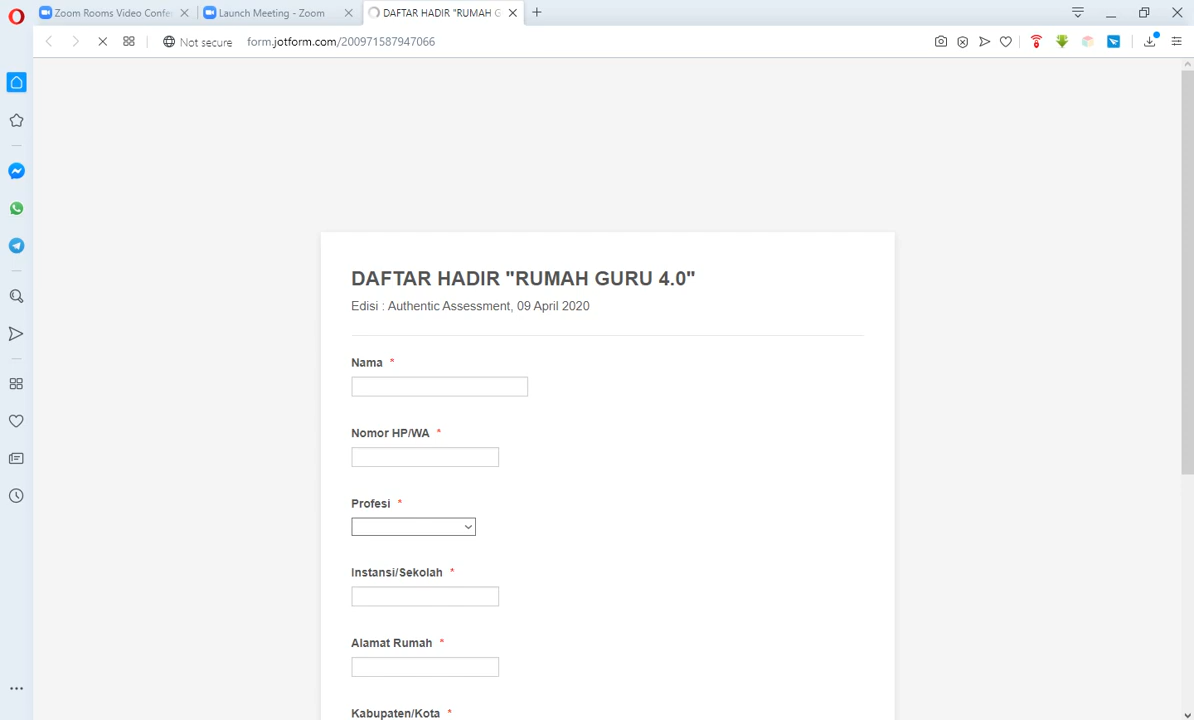 Zoom Rooms Video Confe
Launch Meeting - Zoom
DAFTAR HADIR "RUMAH G
Not secure
form.jotform.com/200971587947066
DAFTAR HADIR "RUMAH GURU 4.0"
Edisi : Authentic Assessment, 09 April 2020
Nama *
Nomor HP/WA *
Profesi *
Instansi/Sekolah *
Alamat Rumah *
Kabupaten/Kota *